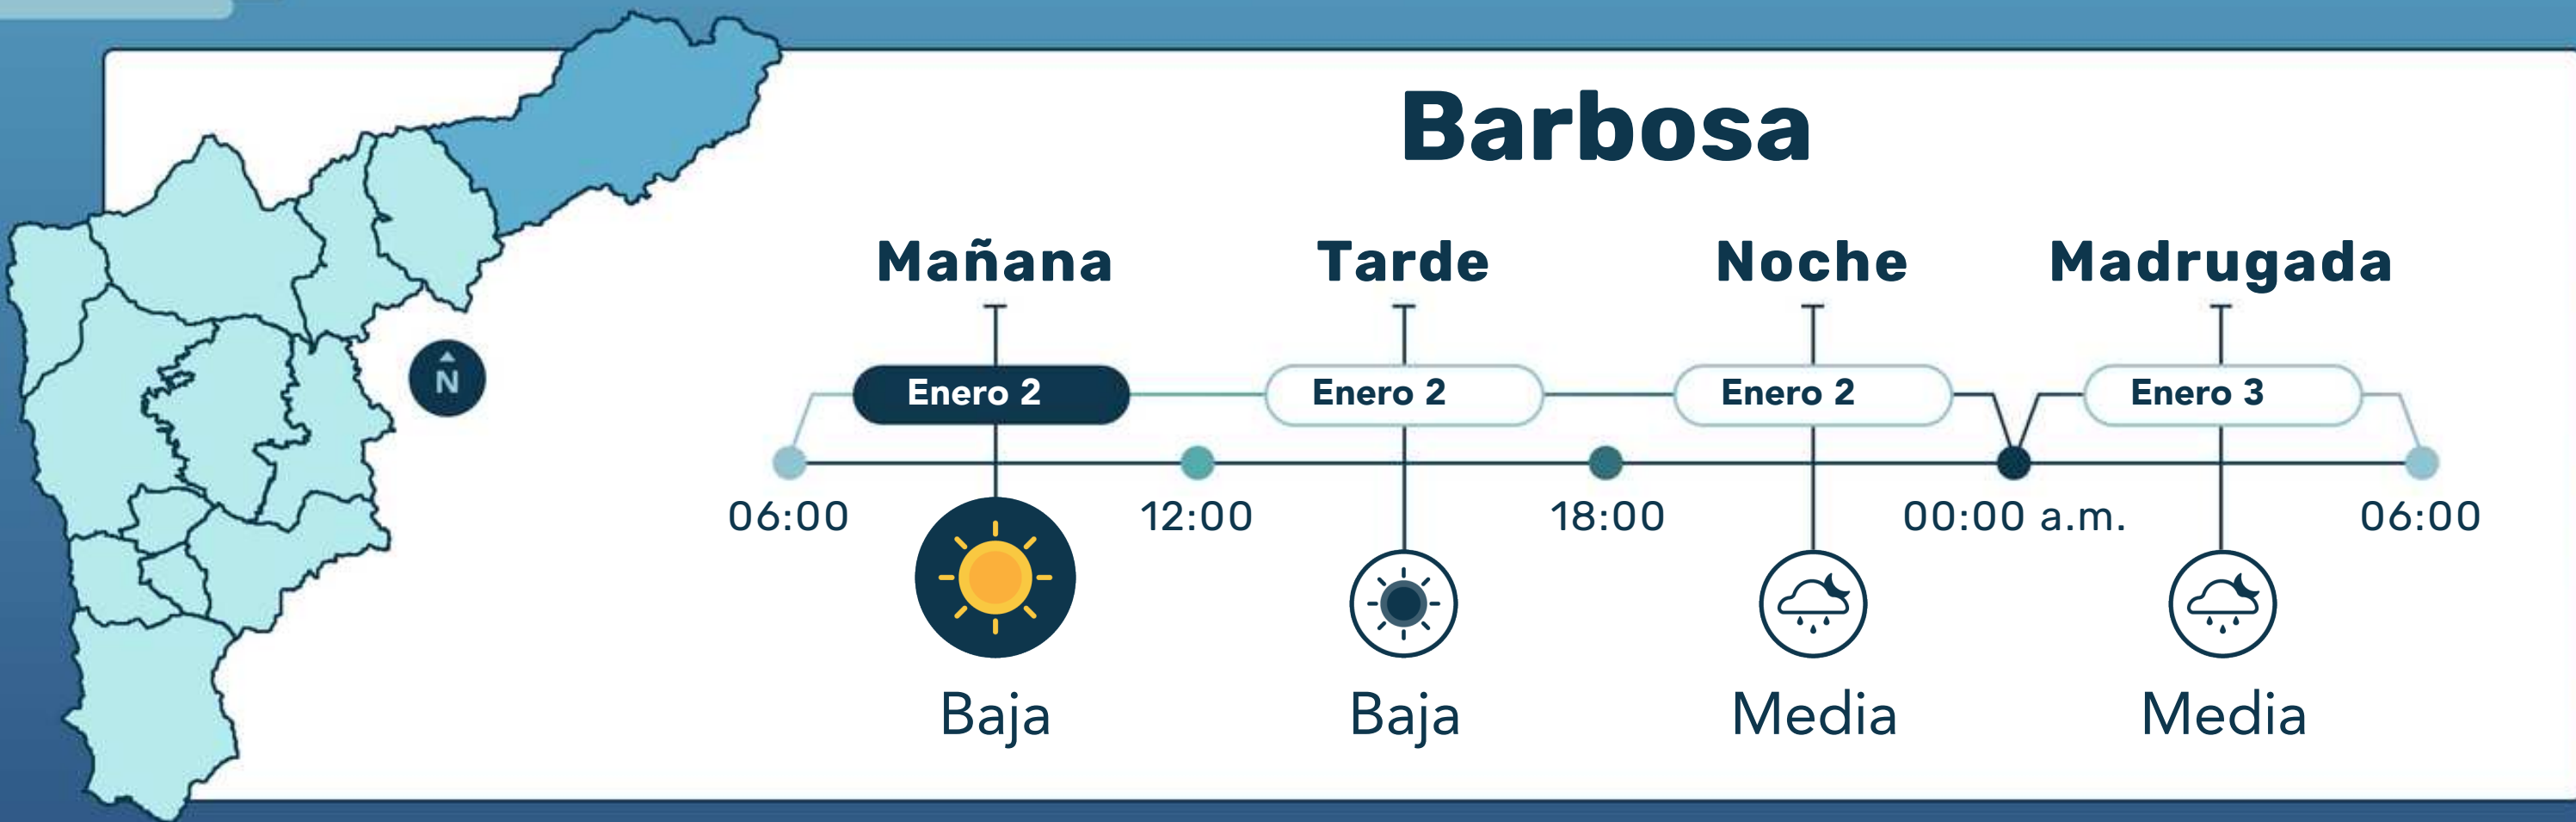 Barbosa
Mañana Tarde Noche Madrugada
Enero 2 Enero 2 Enero 2 Enero 3
N
06:00 12:00 18:00 00:00 a.m. 06:00
Baja Baja Media Media